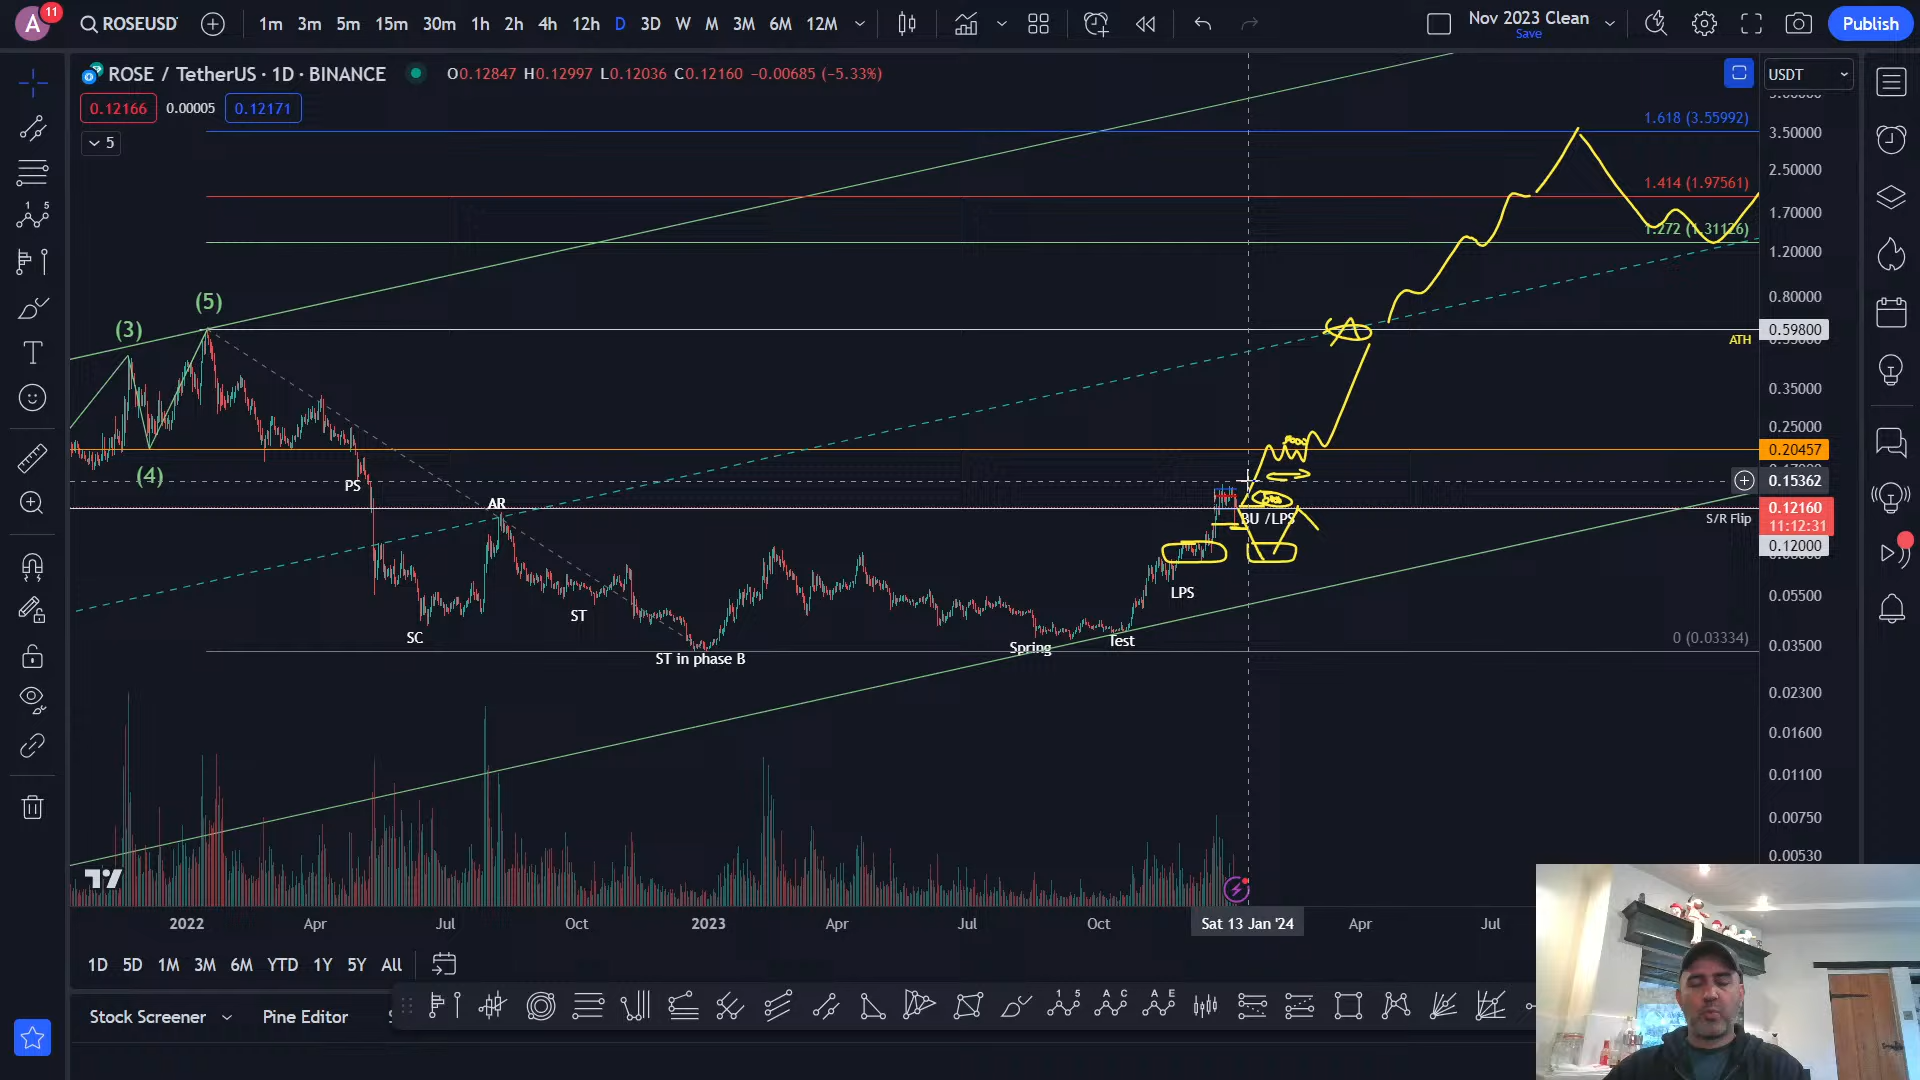 A
11
ROSEUSDT
1m 3m 5m 15m 30m 1h 2h 4h 12h D 3D W M 3M 6M 12M
Nov 2023 Clean
Save
Publish
ROSE / TetherUS · 1D · BINANCE
O0.12847 H0.12997 L0.12036 C0.12160 −0.00685 (−5.33%)
USDT
0.12166 0.00005 0.12171
5
1.618 (3.55992)
3.50000
2.50000
1.414 (1.97561)
1.70000
1.272 (1.31126)
1.20000
0.80000
(5)
(3)
0.59800
ATH
0.35000
0.25000
0.20457
(4)
PS
0.15362
AR
0.12160
BU /LPS
S/R Flip
11:12:31
0.12000
LPS
0.05500
ST
SC
Spring
Test
0 (0.03334)
0.03500
ST in phase B
0.02300
0.01600
0.01100
0.00750
0.00530
2022 Apr Jul Oct 2023 Apr Jul Oct Sat 13 Jan '24 Apr Jul
1D 5D 1M 3M 6M YTD 1Y 5Y All
Stock Screener Pine Editor